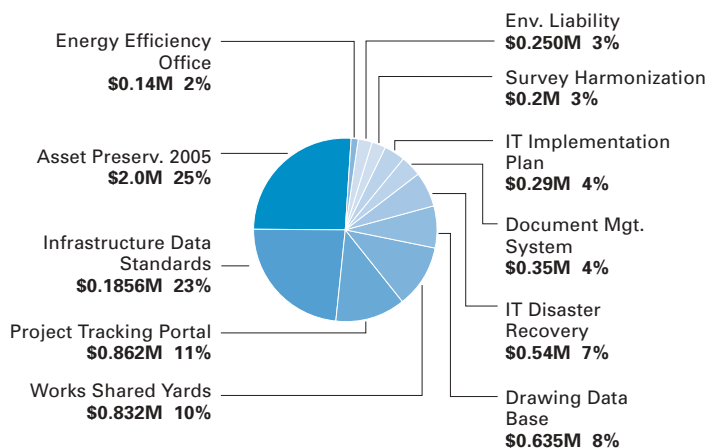 Energy Efficiency
Office
$0.14M 2%
Asset Preserv. 2005
$2.0M 25%
Infrastructure Data
Standards
$0.1856M 23%
Project Tracking Portal
$0.862M 11%
Works Shared Yards
$0.832M 10%
Env. Liability
$0.250M 3%
Survey Harmonization
$0.2M 3%
IT Implementation
Plan
$0.29M 4%
Document Mgt.
System
$0.35M 4%
IT Disaster
Recovery
$0.54M 7%
Drawing Data
Base
$0.635M 8%